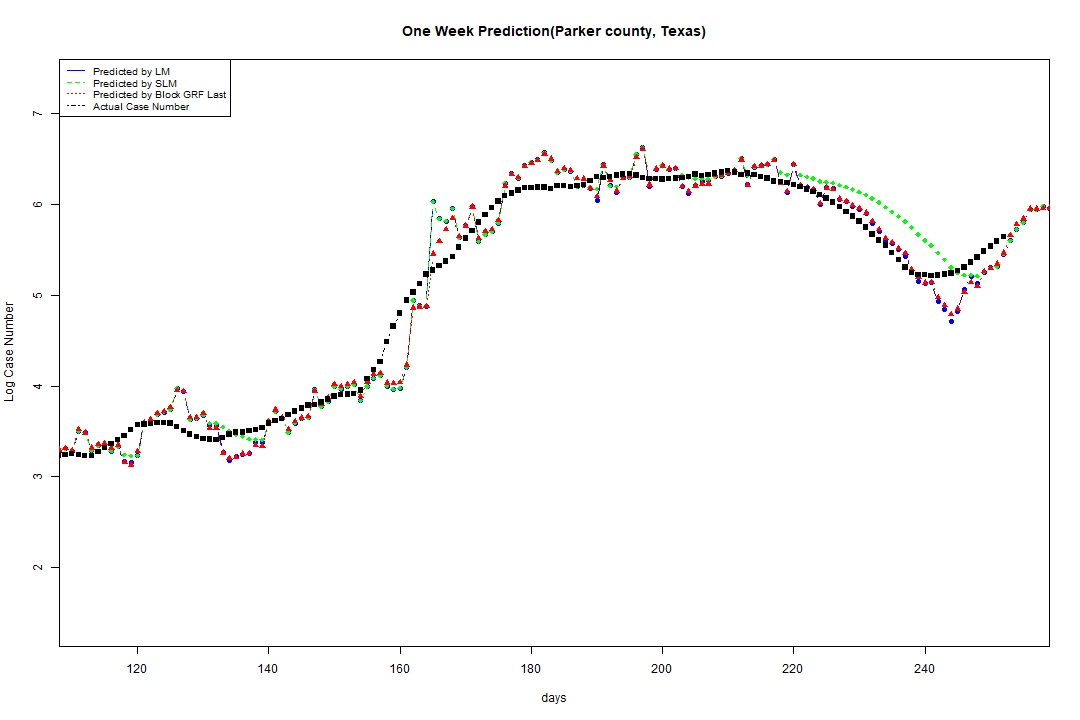 One Week Prediction(Parker county, Texas)
Predicted by LM
Predicted by SLM
Predicted by Block GRF Last
Actual Case Number
7
6
5
4
3
2
Log Case Number
120 140 160 180 200 220 240
days